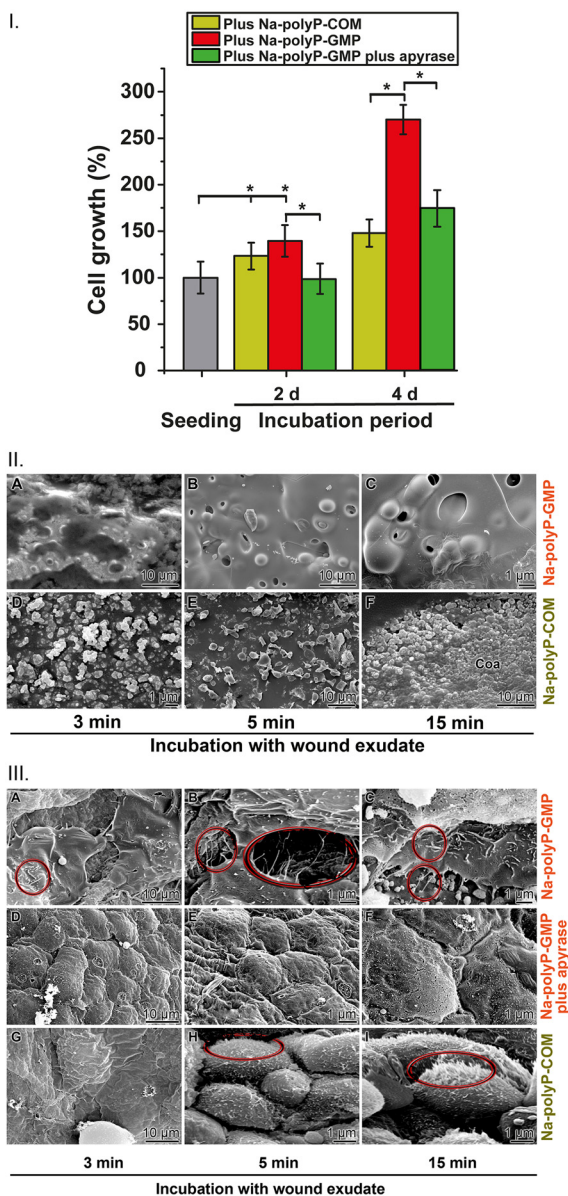 I.
Plus Na-polyP-COM
Plus Na-polyP-GMP
Plus Na-polyP-GMP plus apyrase
Cell growth (%)
300
250
200
150
100
50
0
* * * * *
2 d 4 d
Seeding Incubation period
II.
A B C
10 µm 10 µm 1 µm
Na-polyP-GMP
D E F
Coa
1 µm 10 µm 10 µm
Na-polyP-COM
3 min 5 min 15 min
Incubation with wound exudate
III.
A B C
10 µm 1 µm 1 µm
Na-polyP-GMP
D E F
10 µm 1 µm 1 µm
Na-polyP-GMP
plus apyrase
G H I
10 µm 1 µm 1 µm
Na-polyP-COM
3 min 5 min 15 min
Incubation with wound exudate